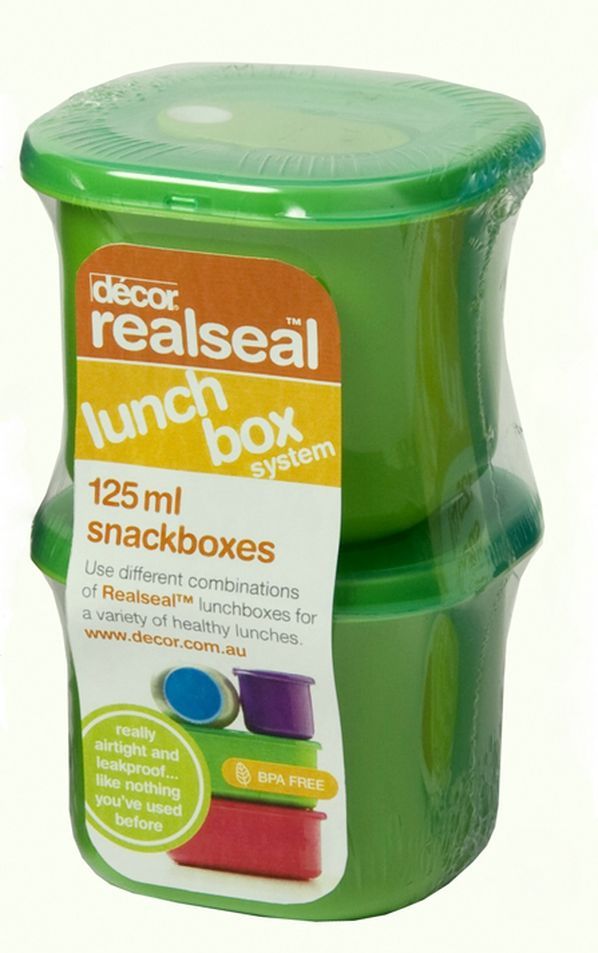 décor
realseal™
lunch
box
system
125 ml
snackboxes
Use different combinations
of Realseal™ lunchboxes for
a variety of healthy lunches.
www.decor.com.au
really
airtight and
leakproof...
like nothing
you've used
before
BPA FREE